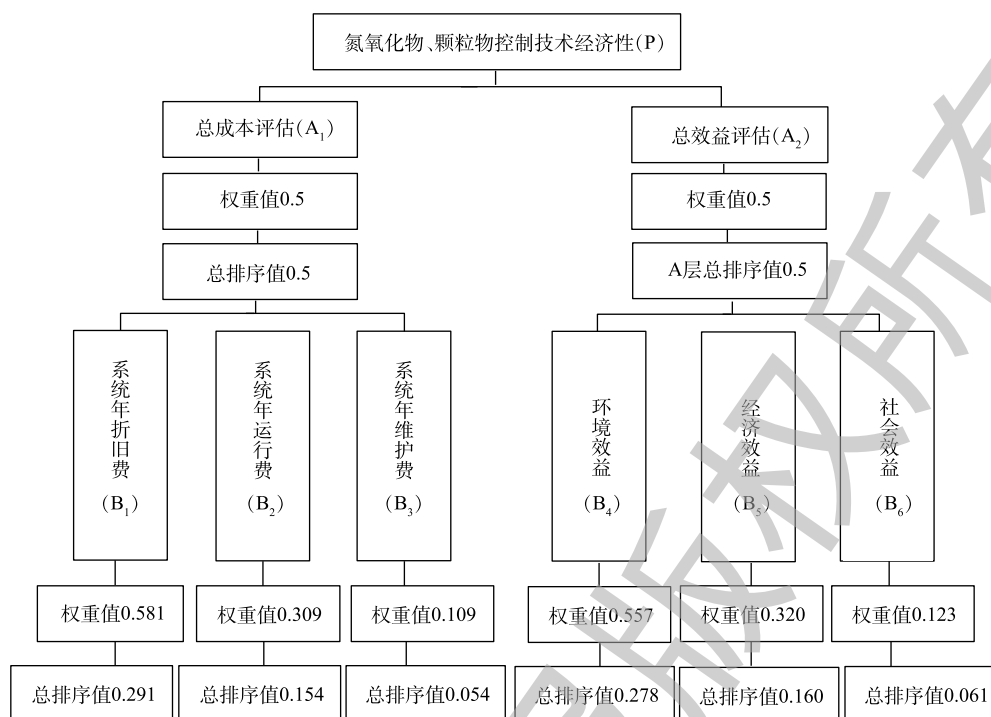 氮氧化物、颗粒物控制技术经济性(P)
总成本评估(A₁)
总效益评估(A₂)
权重值0.5
权重值0.5
总排序值0.5
A层总排序值0.5
系统年折旧费(B₁)
系统年运行费(B₂)
系统年维护费(B₃)
环境效益(B₄)
经济效益(B₅)
社会效益(B₆)
权重值0.581
权重值0.309
权重值0.109
权重值0.557
权重值0.320
权重值0.123
总排序值0.291
总排序值0.154
总排序值0.054
总排序值0.278
总排序值0.160
总排序值0.061
版权所有